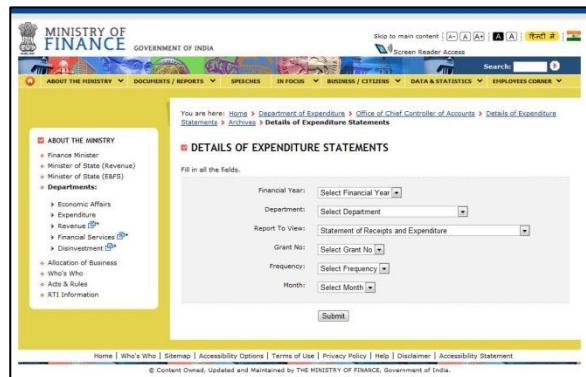 MINISTRY OF
FINANCE GOVERNMENT OF INDIA
Skip to main content | A- A A+ | A A | हिन्दी में |
Screen Reader Access
Search:
ABOUT THE MINISTRY DOCUMENTS / REPORTS SPEECHES IN FOCUS BUSINESS / CITIZENS DATA & STATISTICS EMPLOYEES CORNER
You are here: Home > Department of Expenditure > Office of Chief Controller of Accounts > Details of Expenditure
Statements > Archives > Details of Expenditure Statements
ABOUT THE MINISTRY
Finance Minister
Minister of State (Revenue)
Minister of State (E&FS)
Departments:
Economic Affairs
Expenditure
Revenue
Financial Services
Disinvestment
Allocation of Business
Who's Who
Acts & Rules
RTI Information
DETAILS OF EXPENDITURE STATEMENTS
Fill in all the fields.
Financial Year: Select Financial Year
Department: Select Department
Report To View: Statement of Receipts and Expenditure
Grant No: Select Grant No
Frequency: Select Frequency
Month: Select Month
Submit
Home | Who's Who | Sitemap | Accessibility Options | Terms of Use | Privacy Policy | Help | Disclaimer | Accessibility Statement
© Content Owned, Updated and Maintained by THE MINISTRY OF FINANCE, Government of India.